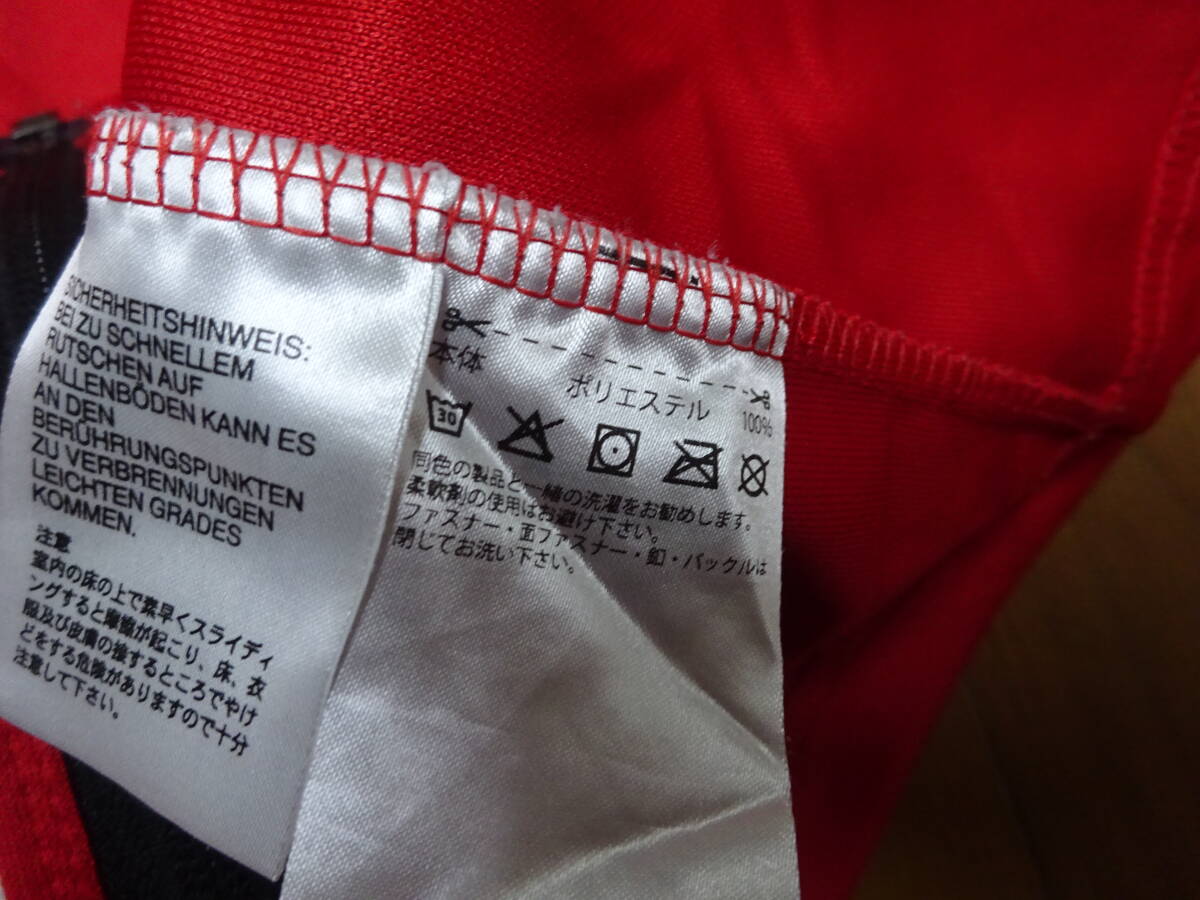 SICHERHEITSHINWEIS:
BEI ZU SCHNELLEM
RUTSCHEN AUF
HALLENBÖDEN KANN ES
AN DEN
BERÜHRUNGSPUNKTEN
ZU VERBRENNUNGEN
LEICHTEN GRADES
KOMMEN.
注意
室内の床の上で素早くスライディ
ングすると摩擦が起こり、床、衣
服及び皮膚の接するところでやけ
どをする危険がありますので十分
注意して下さい。
本体 ポリエステル 100%
30
同色の製品と一緒の洗濯をお勧めします。
柔軟剤の使用はお避け下さい。
ファスナー・面ファスナー・釦・バックルは
閉じてお洗い下さい。